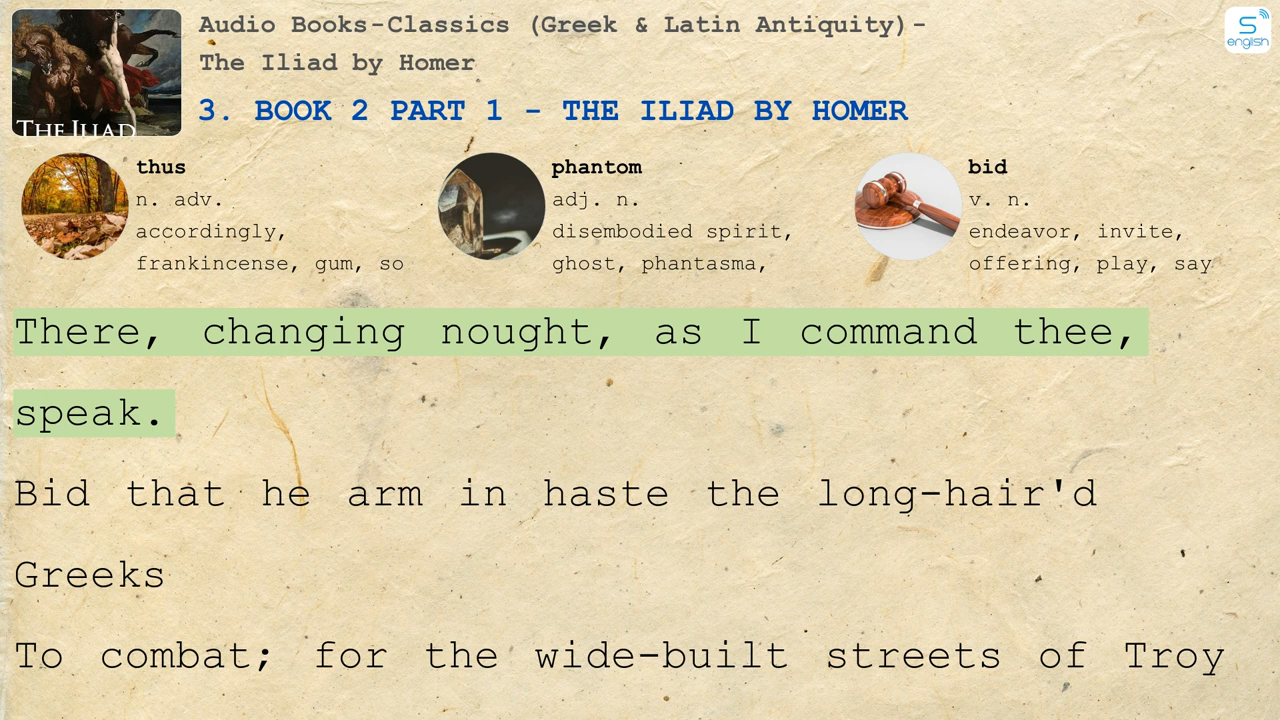 Audio Books-Classics (Greek & Latin Antiquity)-
The Iliad by Homer
3. BOOK 2 PART 1 - THE ILIAD BY HOMER
THE ILIAD
S
english
thus
n. adv.
accordingly,
frankincense, gum, so
phantom
adj. n.
disembodied spirit,
ghost, phantasma,
bid
v. n.
endeavor, invite,
offering, play, say
There, changing nought, as I command thee,
speak.
Bid that he arm in haste the long-hair'd
Greeks
To combat; for the wide-built streets of Troy